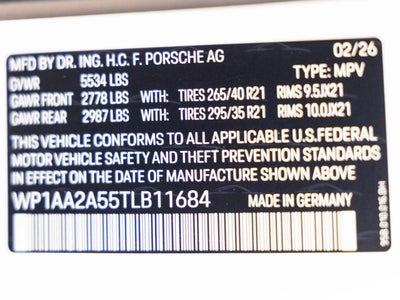 MFD BY DR. ING. H.C. F. PORSCHE AG 02/26
GVWR 5534 LBS TYPE: MPV
GAWR FRONT 2778 LBS WITH: TIRES 265/40 R21 RIMS 9.5JX21
GAWR REAR 2987 LBS WITH: TIRES 295/35 R21 RIMS 10.0JX21
THIS VEHICLE CONFORMS TO ALL APPLICABLE U.S.FEDERAL
MOTOR VEHICLE SAFETY AND THEFT PREVENTION STANDARDS
IN EFFECT ON THE DATE OF MANUFACTURE SHOWN ABOVE
WP1AA2A55TLB11684 MADE IN GERMANY